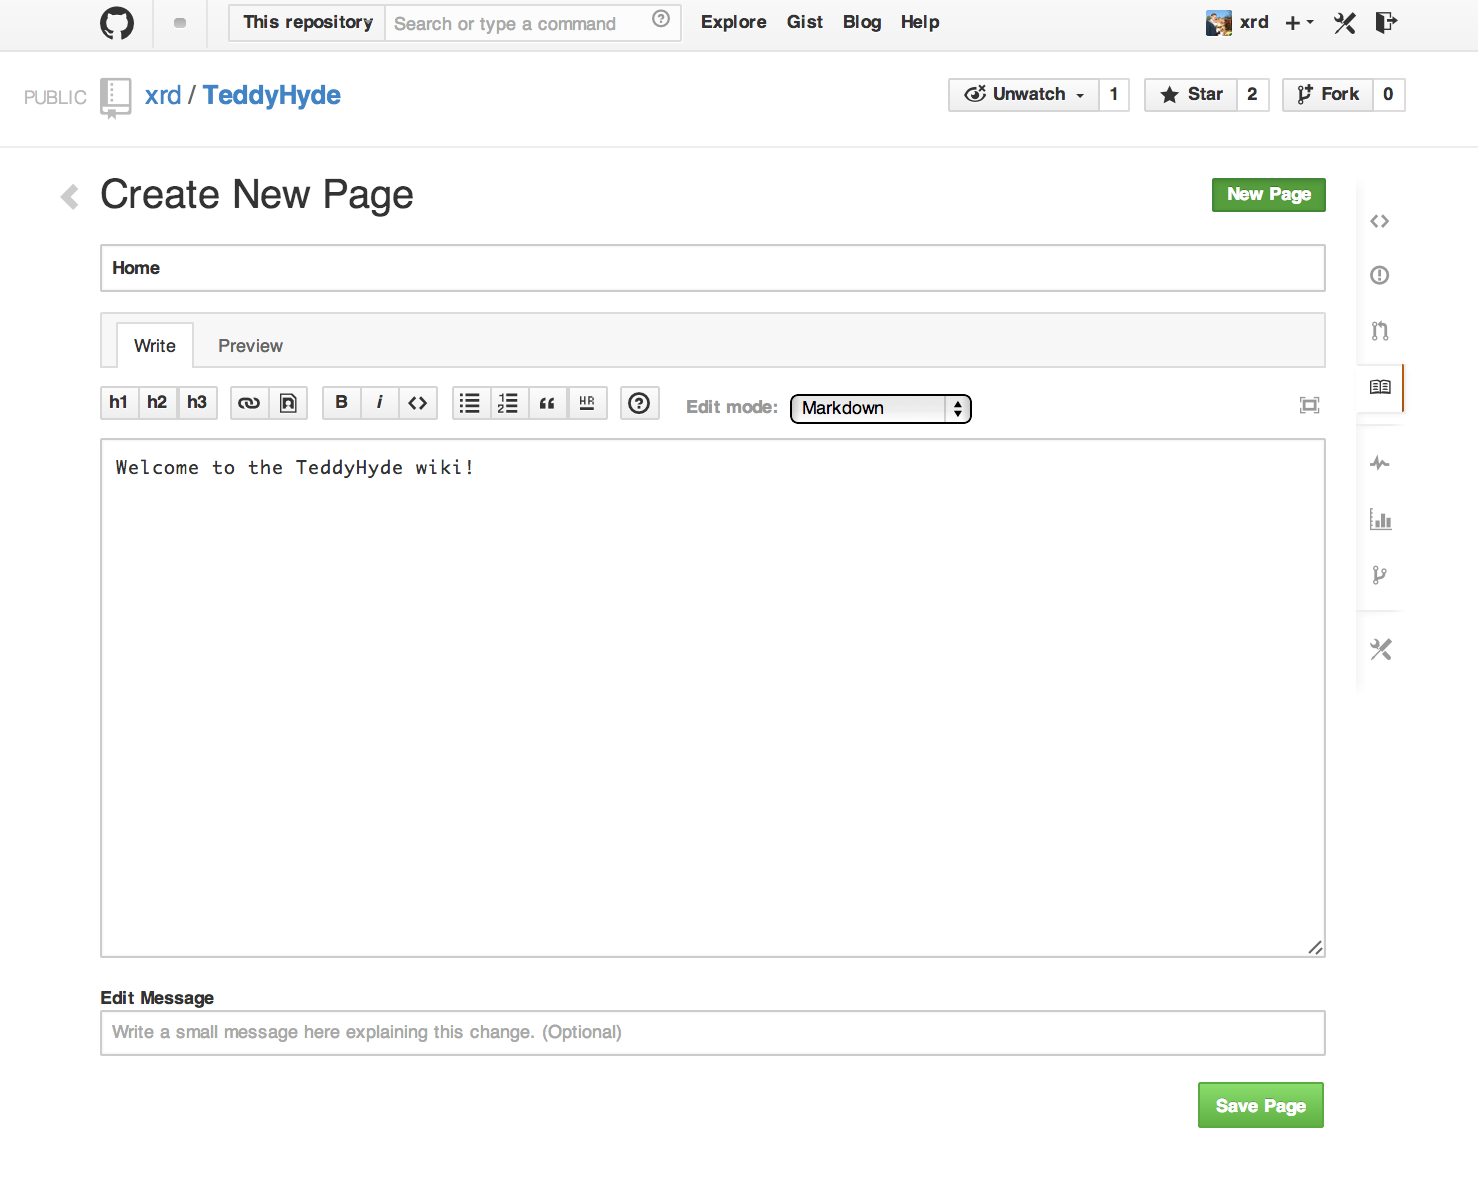 This repository Search or type a command Explore Gist Blog Help xrd
PUBLIC xrd / TeddyHyde Unwatch 1 Star 2 Fork 0
Create New Page New Page
Home
Write Preview
h1 h2 h3 B i 1 2 “ HR ? Edit mode: Markdown
Welcome to the TeddyHyde wiki!
Edit Message
Write a small message here explaining this change. (Optional)
Save Page